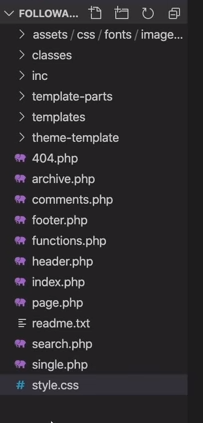 FOLLOWA...
assets / css / fonts / image...
classes
inc
template-parts
templates
theme-template
404.php
archive.php
comments.php
footer.php
functions.php
header.php
index.php
page.php
readme.txt
search.php
single.php
# style.css